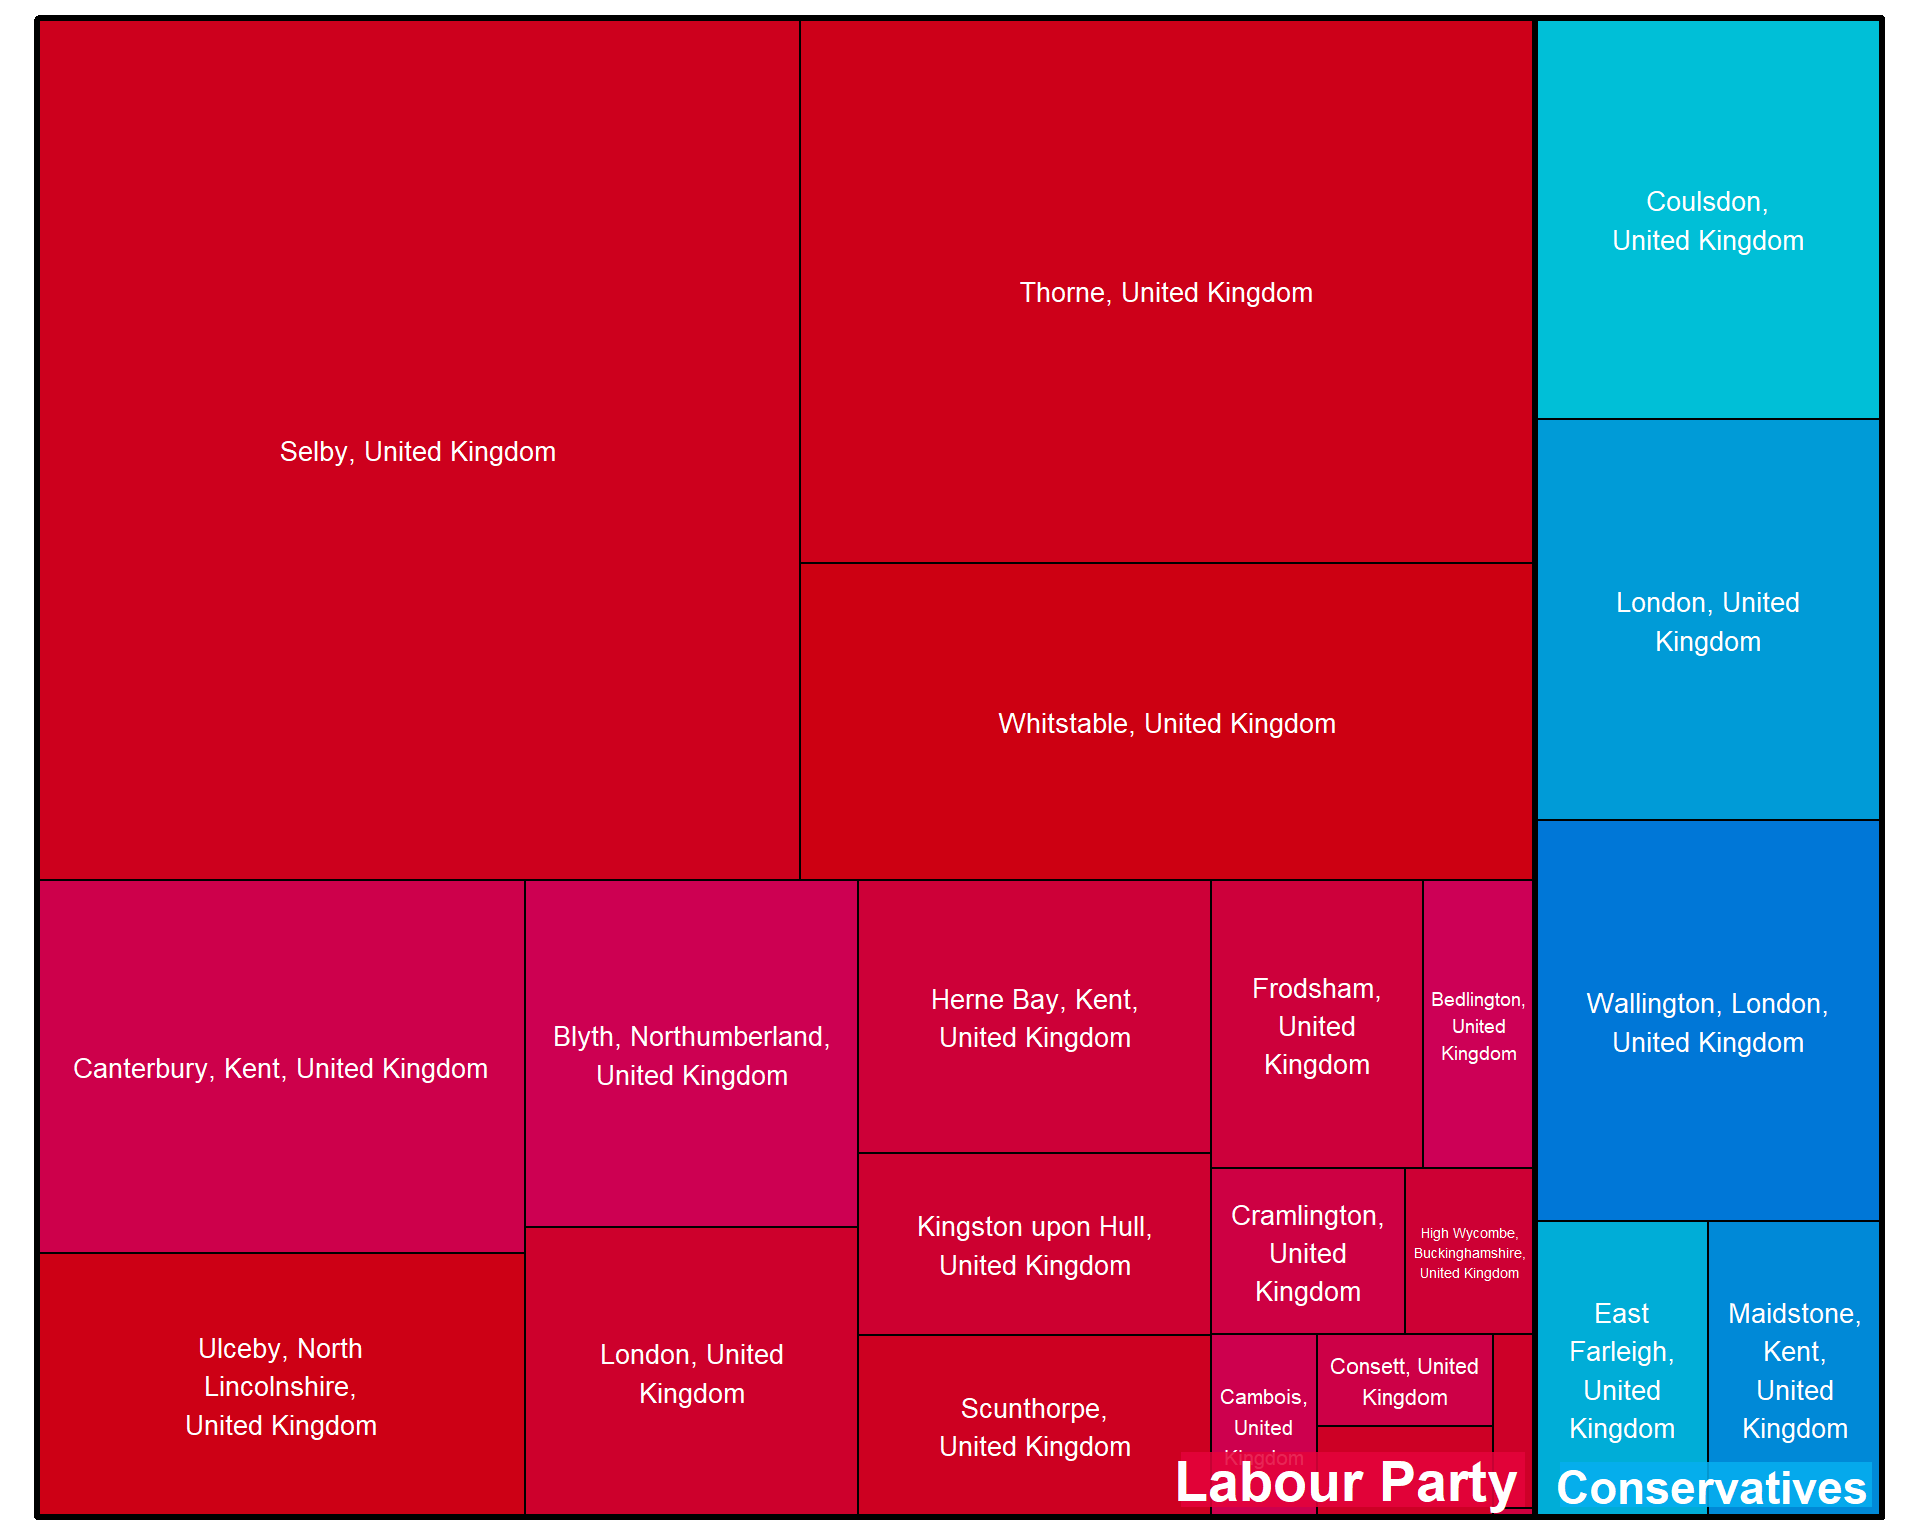 Selby, United Kingdom
Thorne, United Kingdom
Whitstable, United Kingdom
Canterbury, Kent, United Kingdom
Ulceby, North
Lincolnshire,
United Kingdom
Blyth, Northumberland,
United Kingdom
London, United
Kingdom
Herne Bay, Kent,
United Kingdom
Kingston upon Hull,
United Kingdom
Scunthorpe,
United Kingdom
Frodsham,
United
Kingdom
Bedlington,
United
Kingdom
Cramlington,
United
Kingdom
High Wycombe,
Buckinghamshire,
United Kingdom
Cambois,
United
Kingdom
Consett, United
Kingdom
Labour Party
Coulsdon,
United Kingdom
London, United
Kingdom
Wallington, London,
United Kingdom
East
Farleigh,
United
Kingdom
Maidstone,
Kent,
United
Kingdom
Conservatives